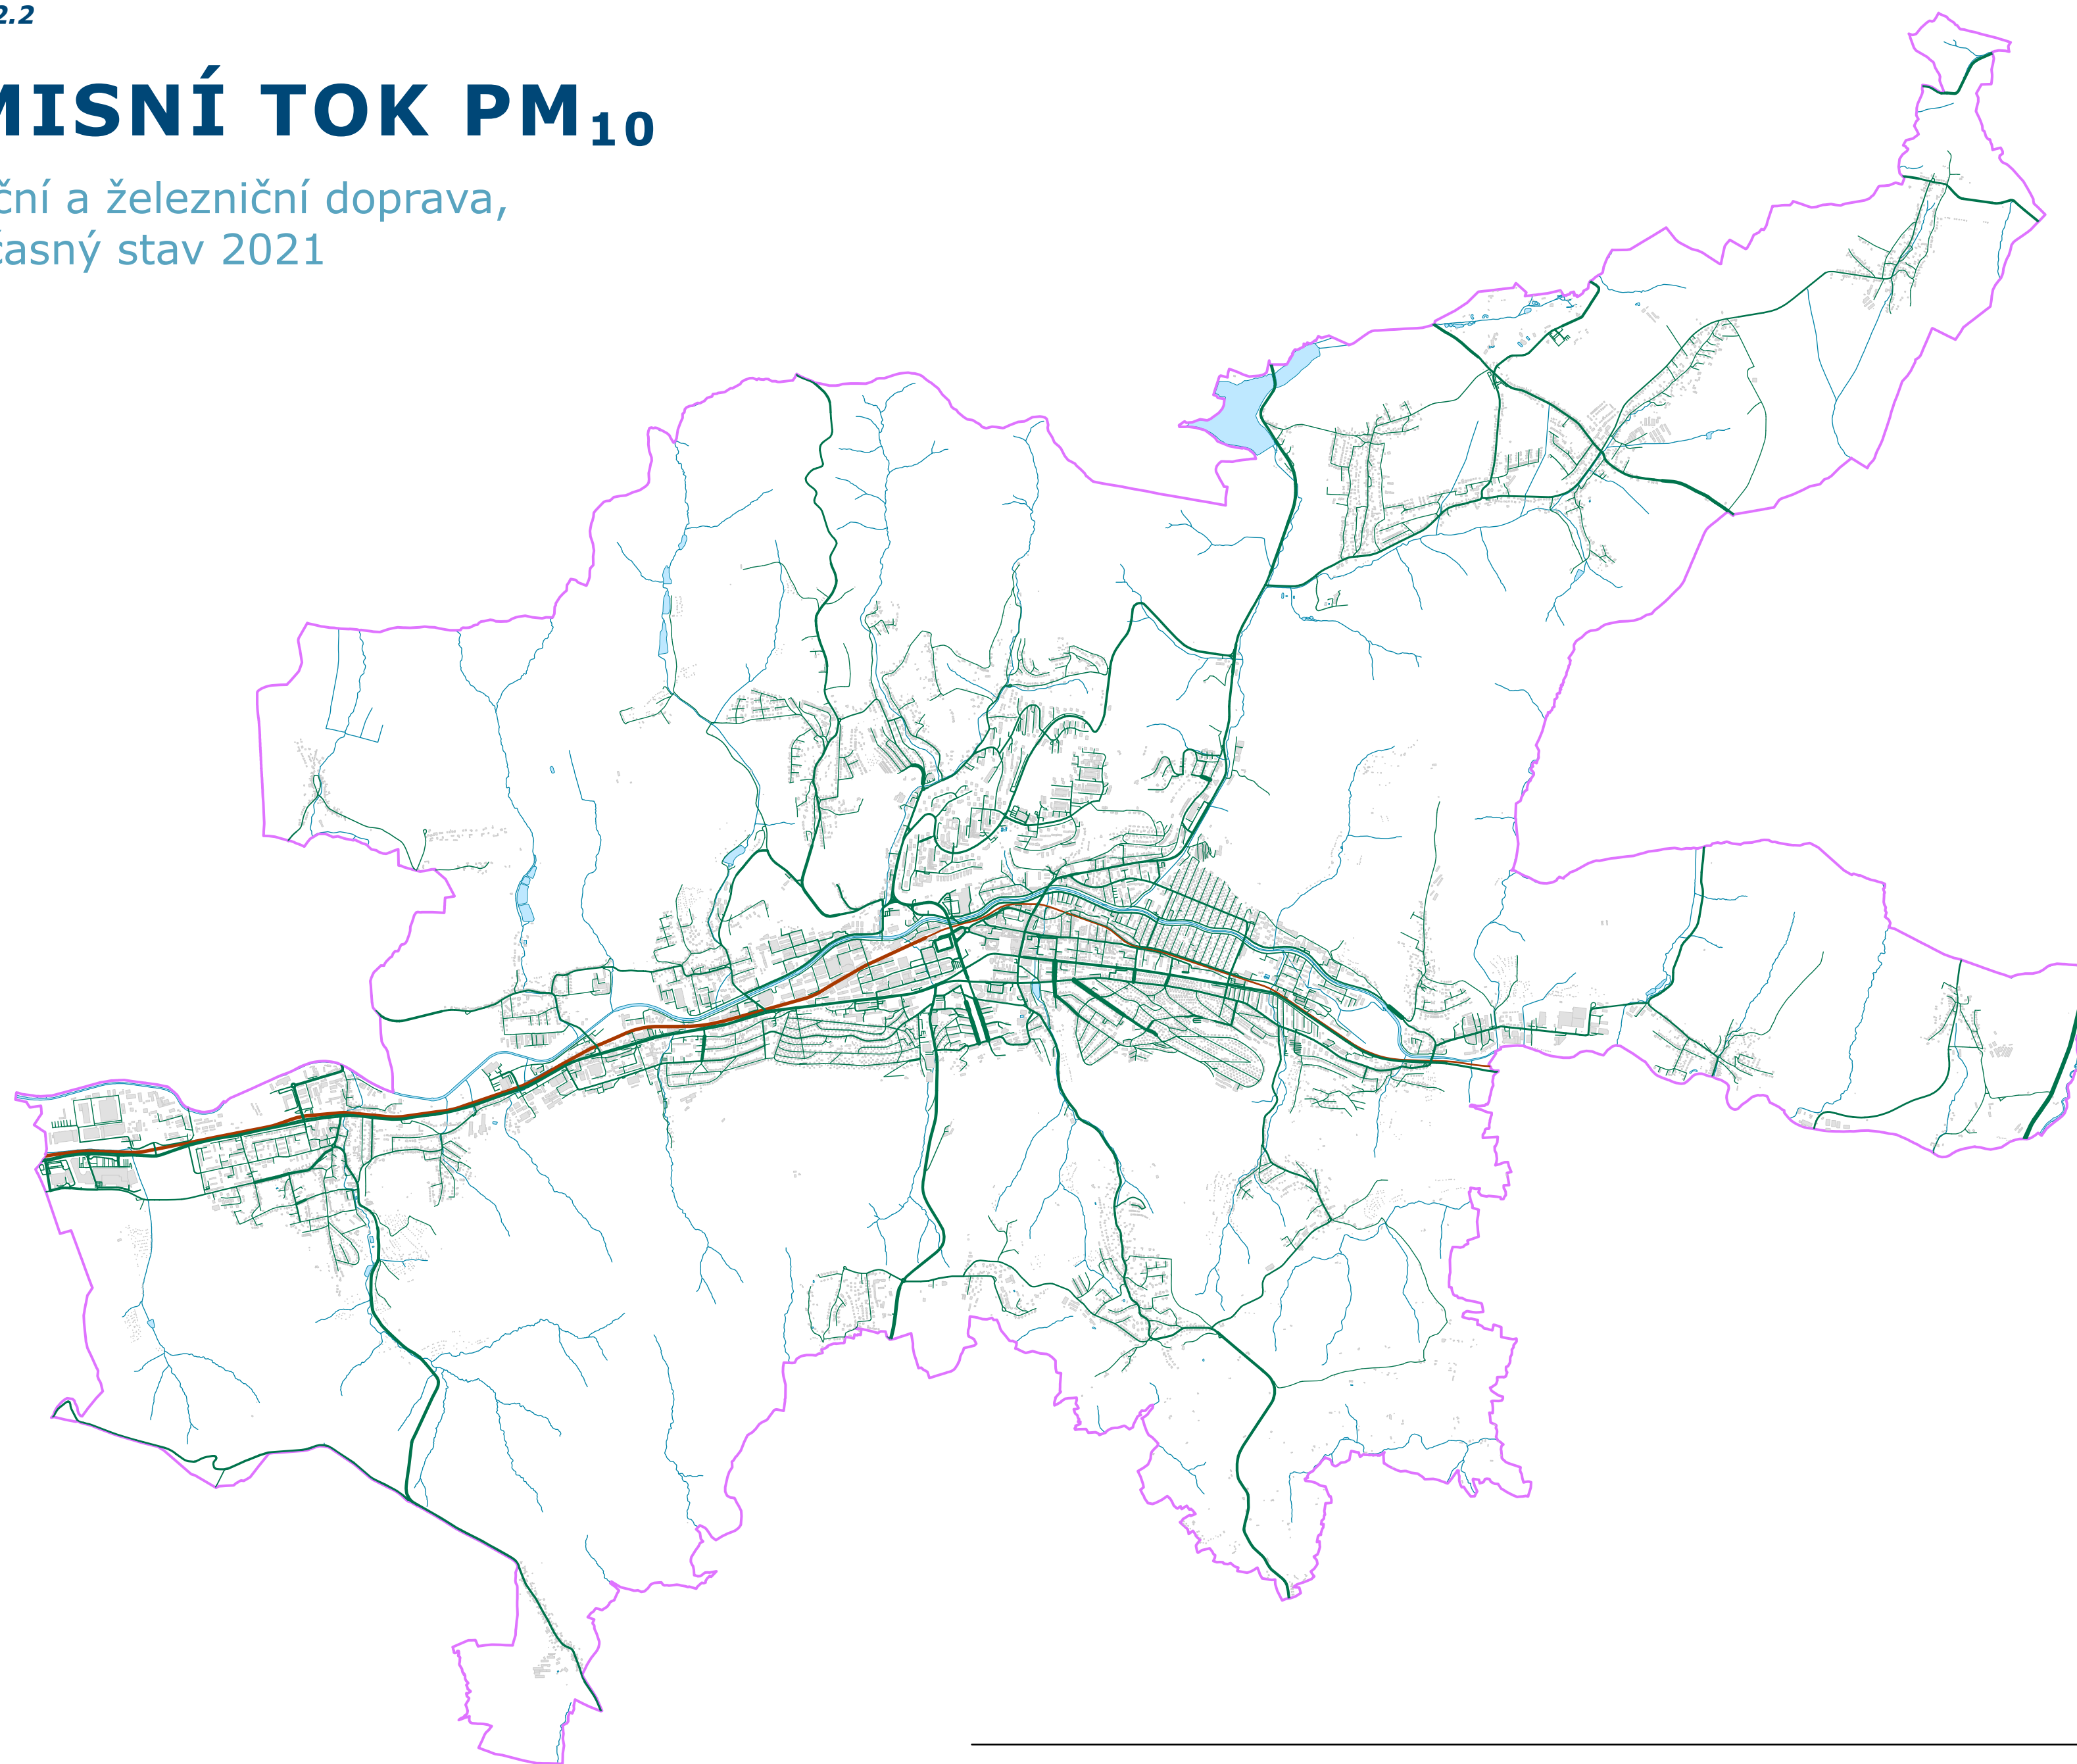 2.2
MISNÍ TOK PM₁₀
ční a železniční doprava,
časný stav 2021